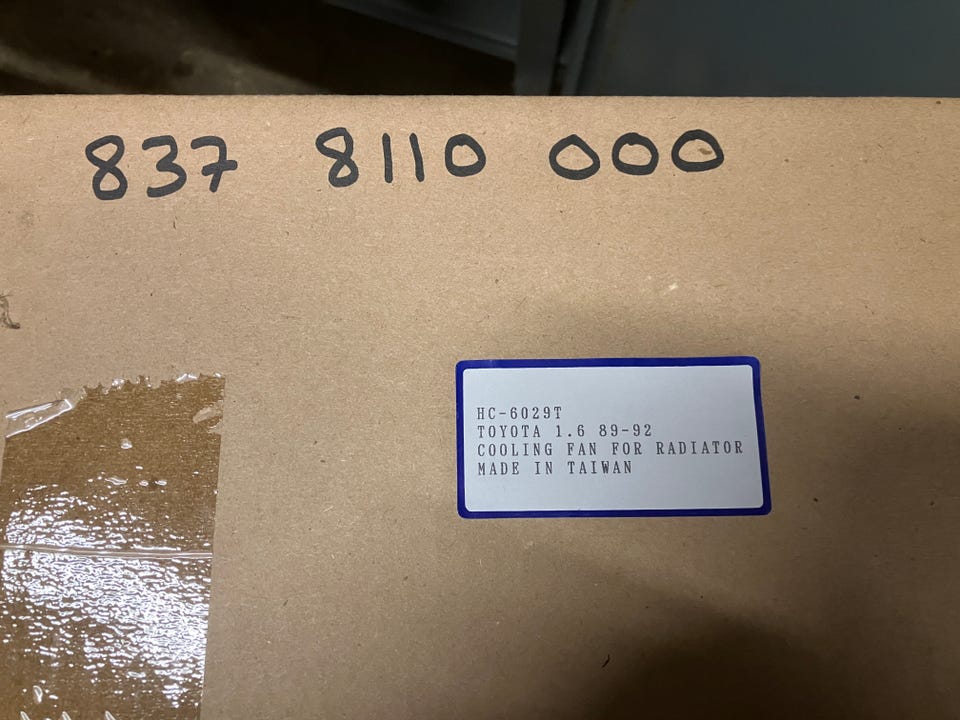 837 8110 000
HC-6029T
TOYOTA 1.6 89-92
COOLING FAN FOR RADIATOR
MADE IN TAIWAN